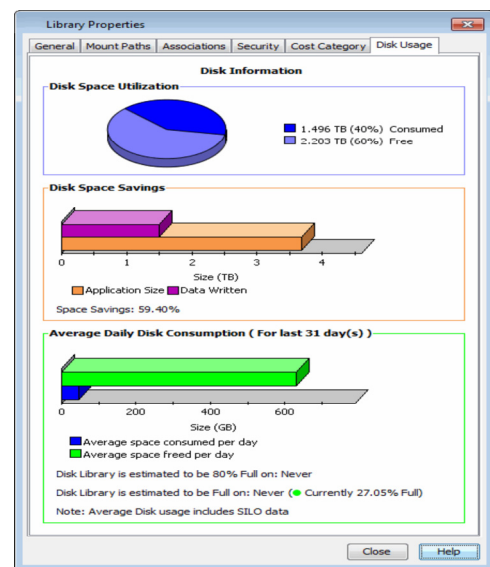 Library Properties
General Mount Paths Associations Security Cost Category Disk Usage
Disk Information
Disk Space Utilization
1.496 TB (40%) Consumed
2.203 TB (60%) Free
Disk Space Savings
0 1 2 3 4
Size (TB)
Application Size Data Written
Space Savings: 59.40%
Average Daily Disk Consumption ( For last 31 day(s) )
0 200 400 600
Size (GB)
Average space consumed per day
Average space freed per day
Disk Library is estimated to be 80% Full on: Never
Disk Library is estimated to be Full on: Never ( Currently 27.05% Full)
Note: Average Disk usage includes SILO data
Close Help